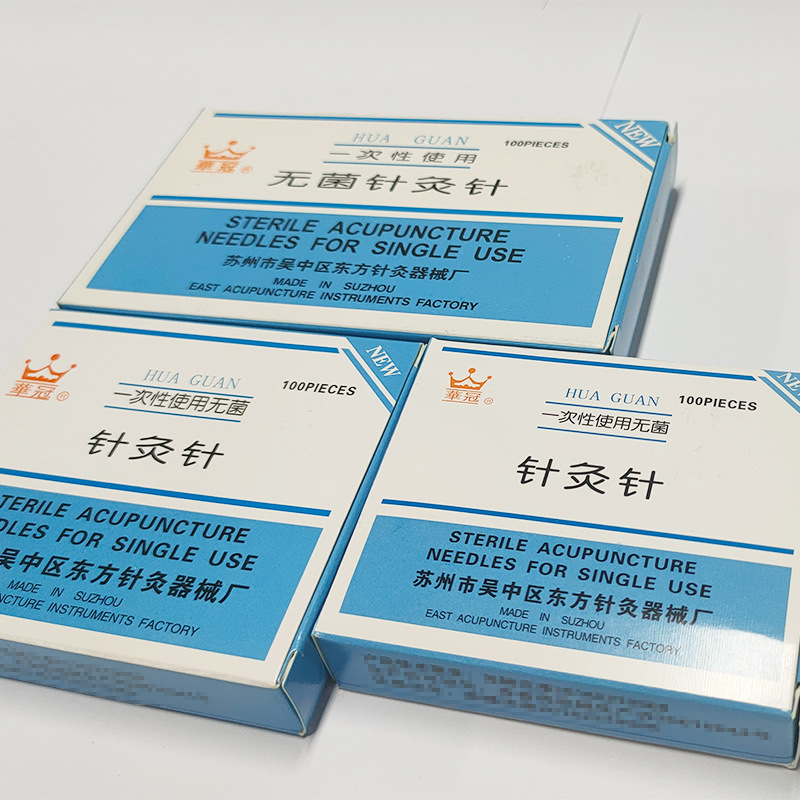 華冠®
HUA GUAN
100PIECES
NEW
一次性使用
无菌针灸针
STERILE ACUPUNCTURE
NEEDLES FOR SINGLE USE
苏州市吴中区东方针灸器械厂
MADE IN SUZHOU
EAST ACUPUNCTURE INSTRUMENTS FACTORY
華冠®
HUA GUAN
100PIECES
NEW
一次性使用无菌
针灸针
TERILE ACUPUNCTURE
DLES FOR SINGLE USE
吴中区东方针灸器械厂
MADE IN SUZHOU
NCTURE INSTRUMENTS FACTORY
華冠®
HUA GUAN
100PIECES
NE
一次性使用无菌
针灸针
STERILE ACUPUNCTURE
NEEDLES FOR SINGLE USE
苏州市吴中区东方针灸器械厂
MADE IN SUZHOU
EAST ACUPUNCTURE INSTRUMENTS FACTORY